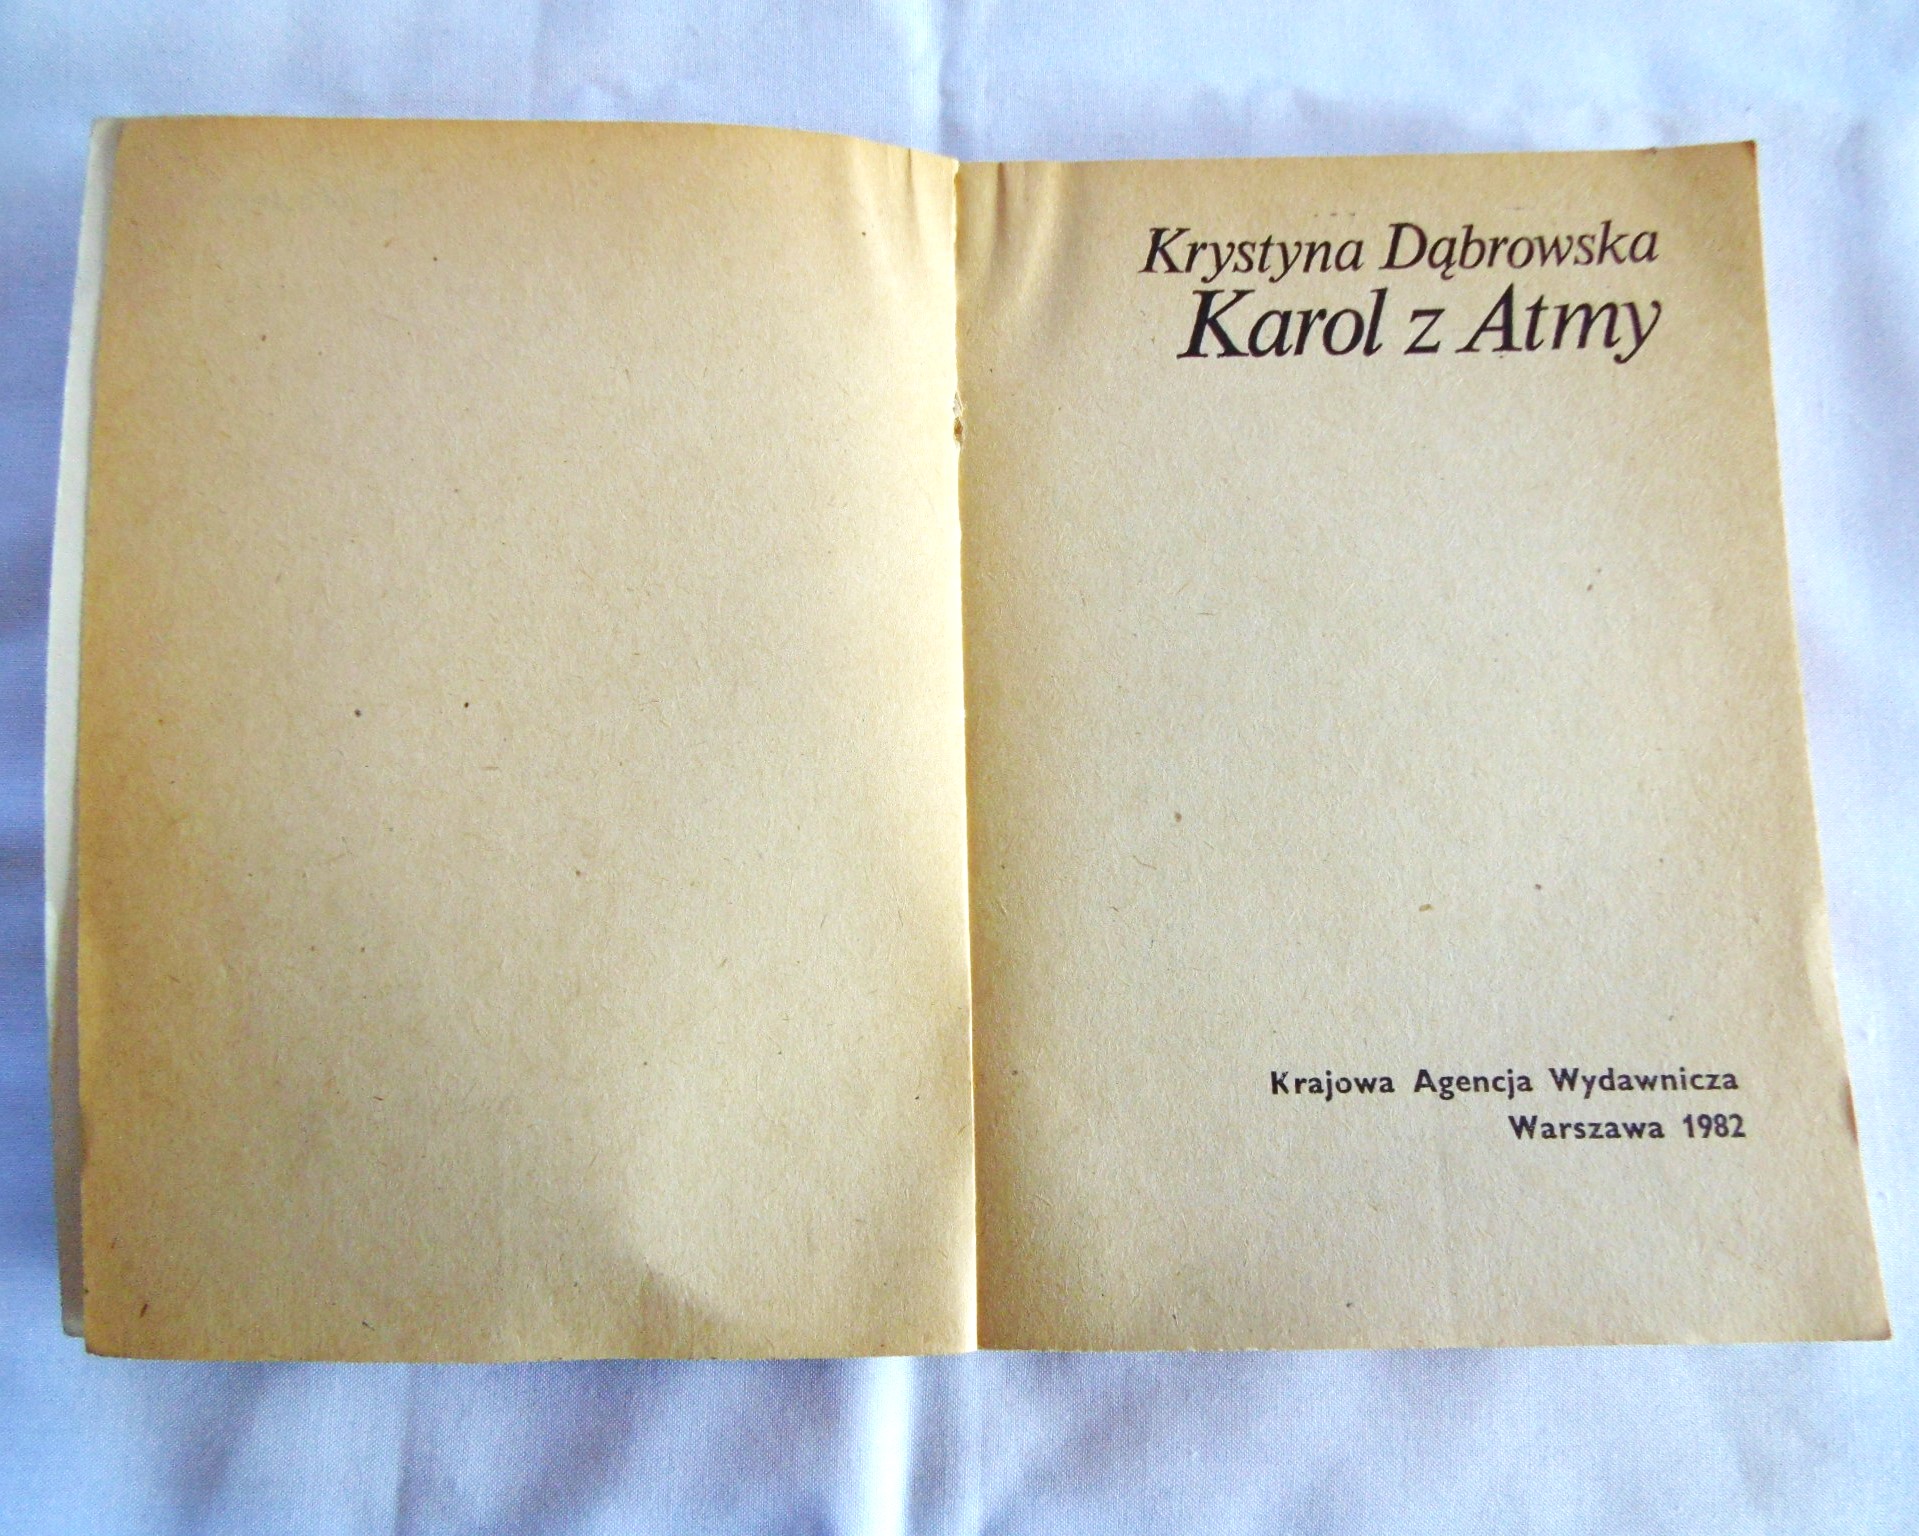 Krystyna Dąbrowska
Karol z Atmy
Krajowa Agencja Wydawnicza
Warszawa 1982